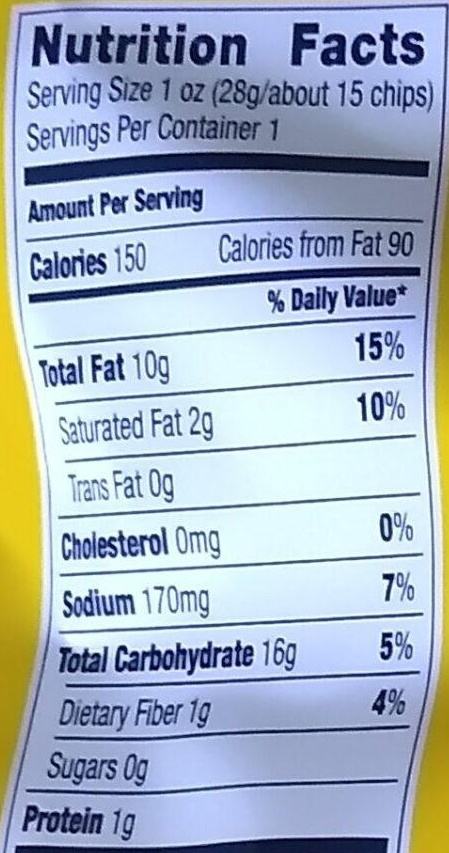 Nutrition Facts
Serving Size 1 oz (28g/about 15 chips)
Servings Per Container 1
Amount Per Serving
Calories 150 Calories from Fat 90
% Daily Value*
Total Fat 10g 15%
Saturated Fat 2g 10%
Trans Fat 0g
Cholesterol 0mg 0%
Sodium 170mg 7%
Total Carbohydrate 16g 5%
Dietary Fiber 1g 4%
Sugars 0g
Protein 1g